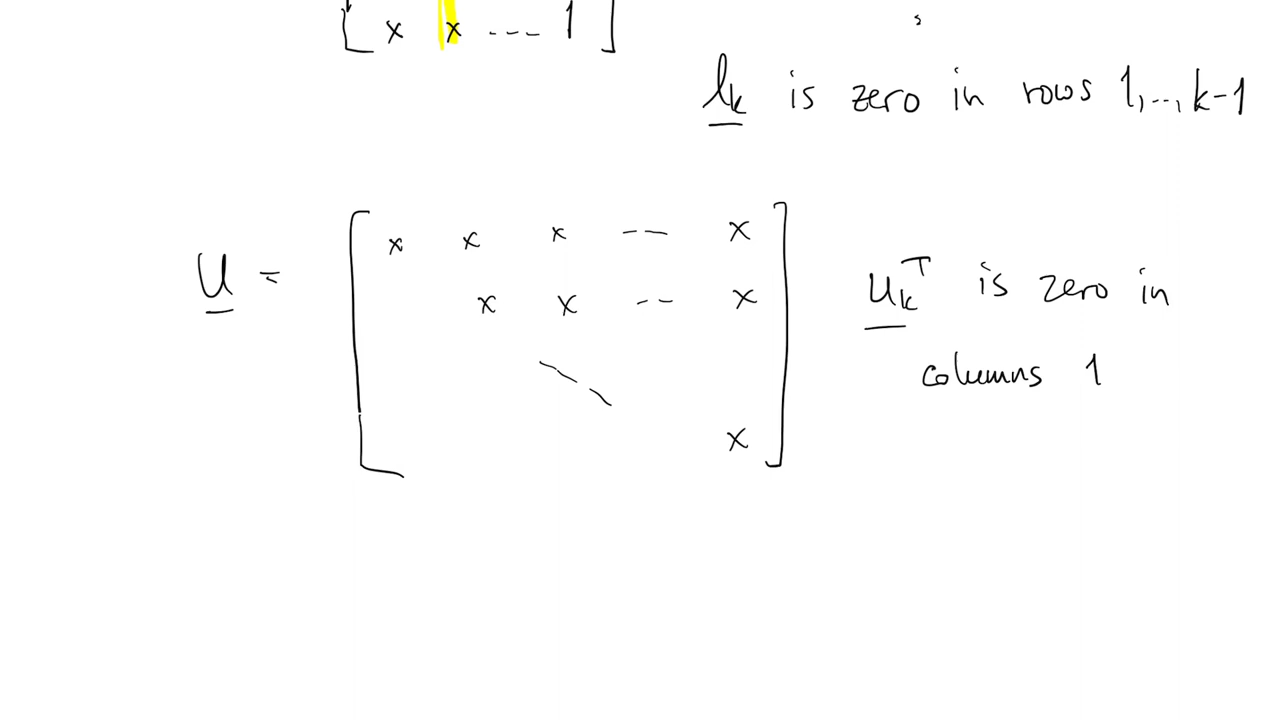 x x --- 1
l_k is zero in rows 1,...,k-1
U = x x x -- x
x x -- x
u_k^T is zero in
columns 1
x